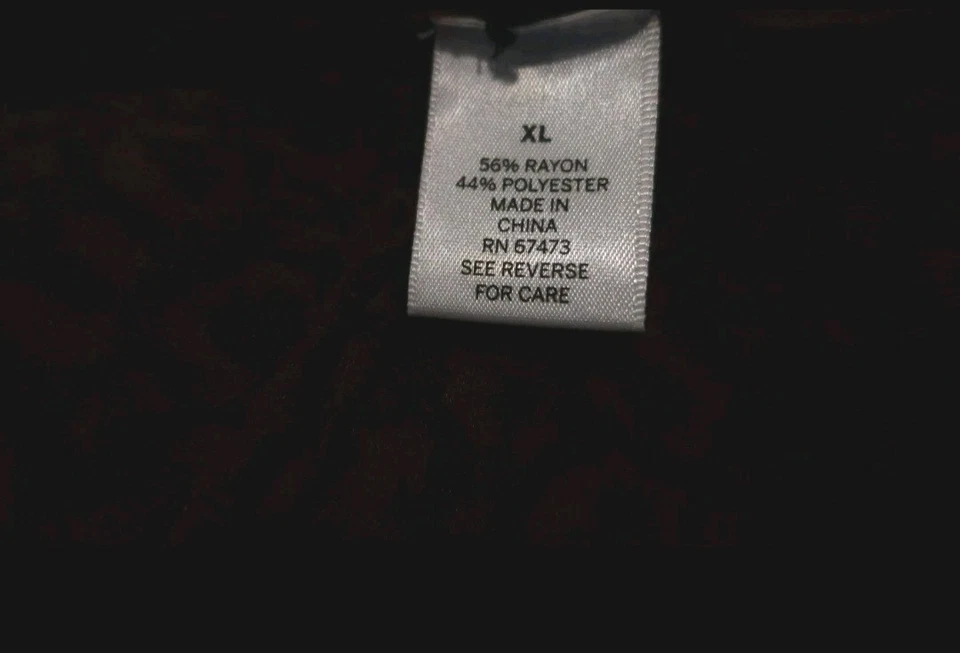 XL
56% RAYON
44% POLYESTER
MADE IN
CHINA
RN 67473
SEE REVERSE
FOR CARE